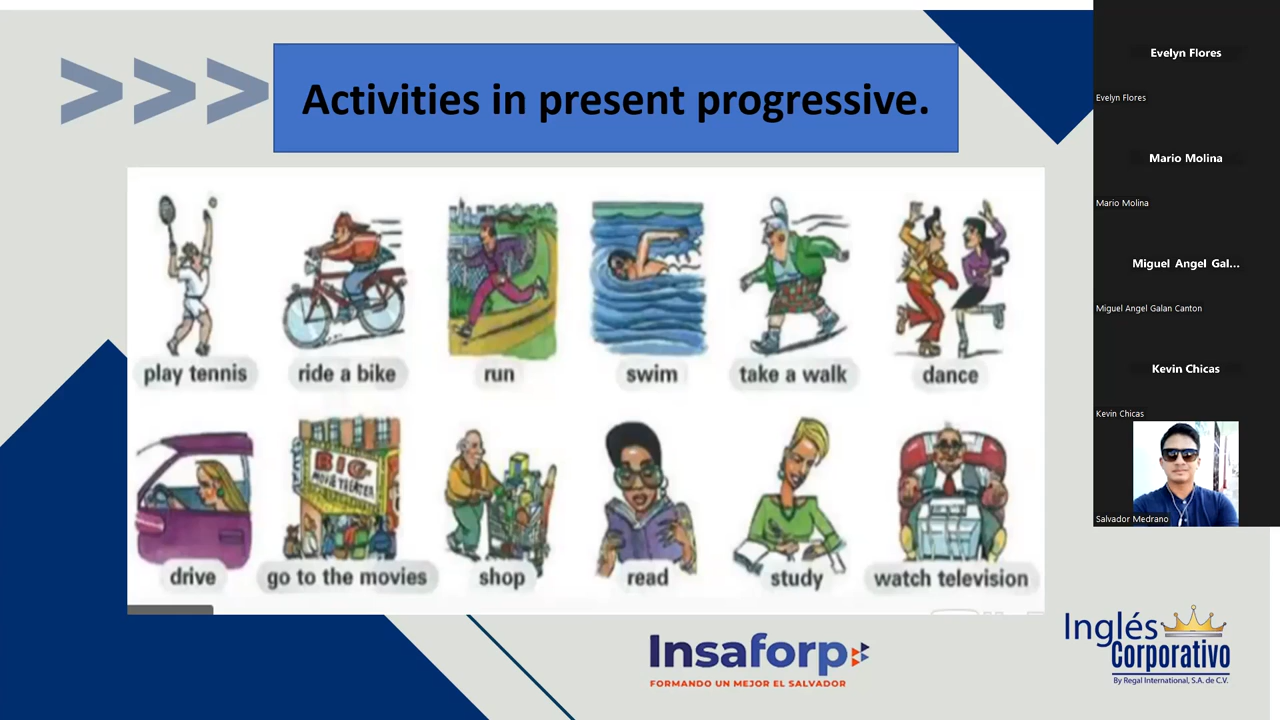 >>>
Activities in present progressive.
play tennis
ride a bike
run
swim
take a walk
dance
BIG
MOVIE THEATER
drive
go to the movies
shop
read
study
watch television
Insaforp
FORMANDO UN MEJOR EL SALVADOR
Inglés
Corporativo
By Regal International, S.A. de C.V.
Evelyn Flores
Evelyn Flores
Mario Molina
Mario Molina
Miguel Angel Gal...
Miguel Angel Galan Canton
Kevin Chicas
Kevin Chicas
Salvador Medrano